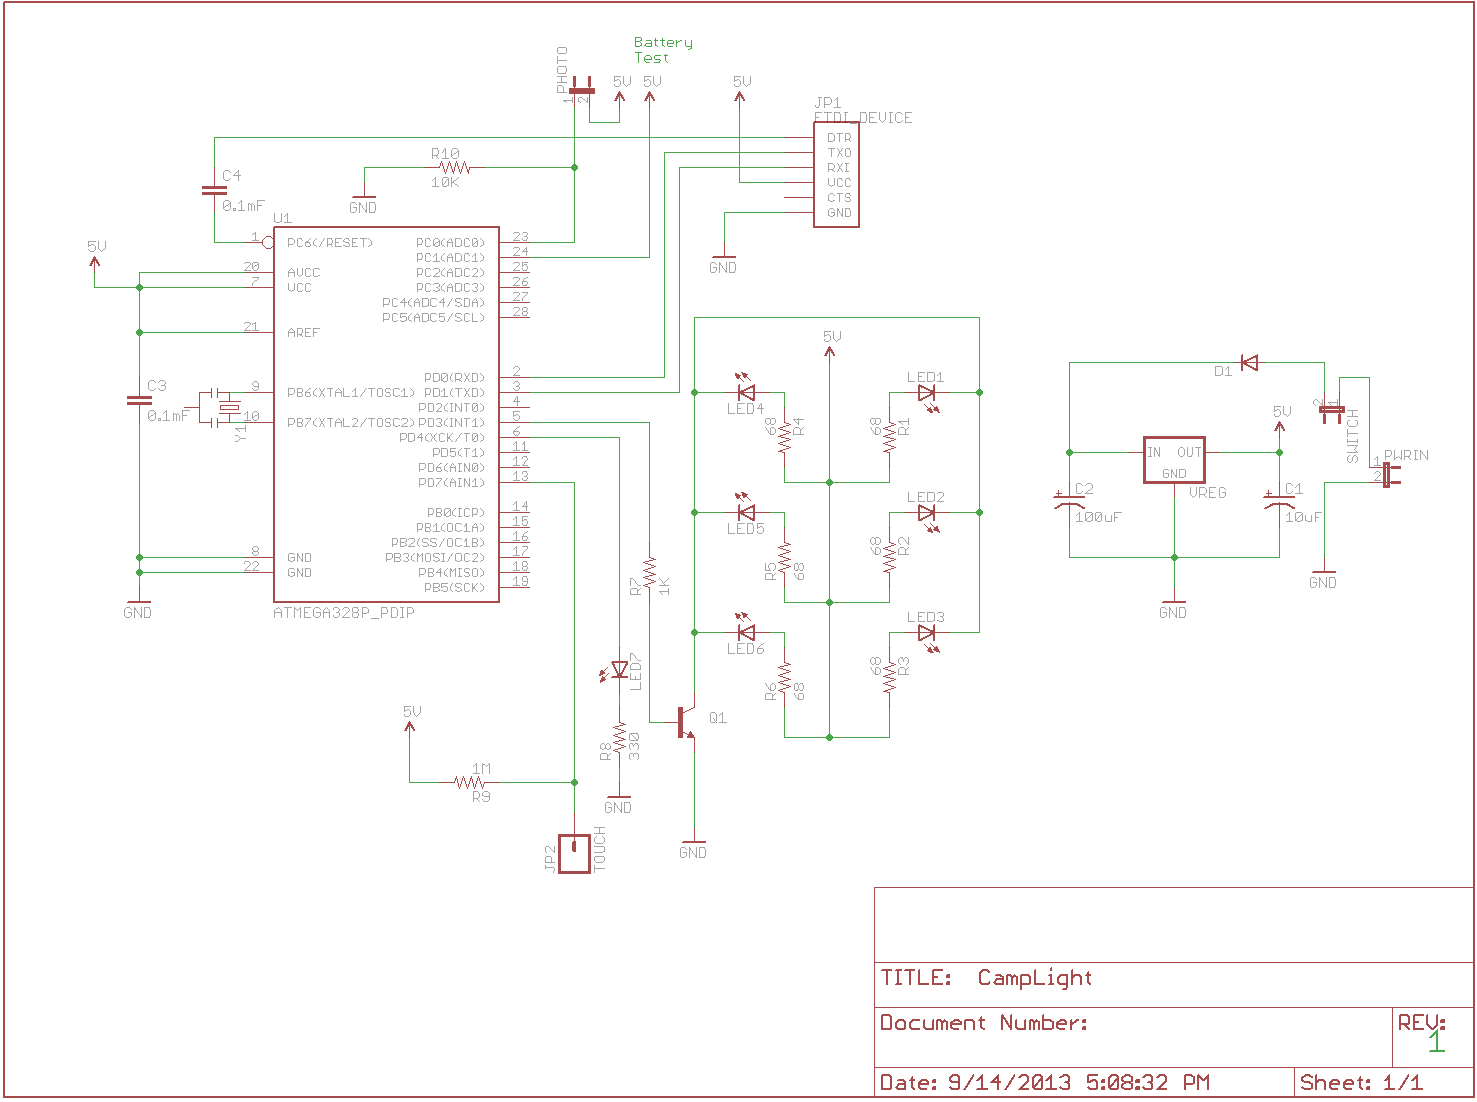 Battery
Test
PHOTO
1
2
5V
5V
5V
JP1
FTDI_DEVICE
DTR
TXO
RXI
VCC
CTS
GND
R10
10K
GND
C4
0.1mF
GND
U1
5V
1
PC6(/RESET)
20
AVCC
7
VCC
21
AREF
9
PB6(XTAL1/TOSC1)
10
PB7(XTAL2/TOSC2)
8
GND
22
GND
PC0(ADC0)
23
PC1(ADC1)
24
PC2(ADC2)
25
PC3(ADC3)
26
PC4(ADC4/SDA)
27
PC5(ADC5/SCL)
28
PD0(RXD)
2
PD1(TXD)
3
PD2(INT0)
4
PD3(INT1)
5
PD4(XCK/T0)
6
PD5(T1)
11
PD6(AIN0)
12
PD7(AIN1)
13
PB0(ICP)
14
PB1(OC1A)
15
PB2(SS/OC1B)
16
PB3(MOSI/OC2)
17
PB4(MISO)
18
PB5(SCK)
19
ATMEGA328P_PDIP
C3
0.1mF
Y1
GND
5V
LED4
68
R4
LED1
68
R1
LED5
R5
68
LED2
68
R2
LED6
R6
68
LED3
68
R3
R7
1K
LED7
R8
330
GND
Q1
GND
5V
1M
R9
JP2
TOUCH
D1
2
1
SWITCH
5V
PWRIN
1
2
IN
OUT
GND
VREG
C2
100uF
C1
10uF
GND
GND
TITLE: CampLight
Document Number:
REV:
1
Date: 9/14/2013 5:08:32 PM
Sheet: 1/1